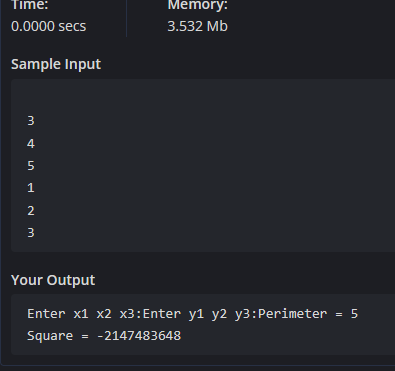 Time:
Memory:
0.0000 secs
3.532 Mb
Sample Input
3
4
5
1
2
3
Your Output
Enter x1 x2 x3:Enter y1 y2 y3:Perimeter = 5
Square = -2147483648